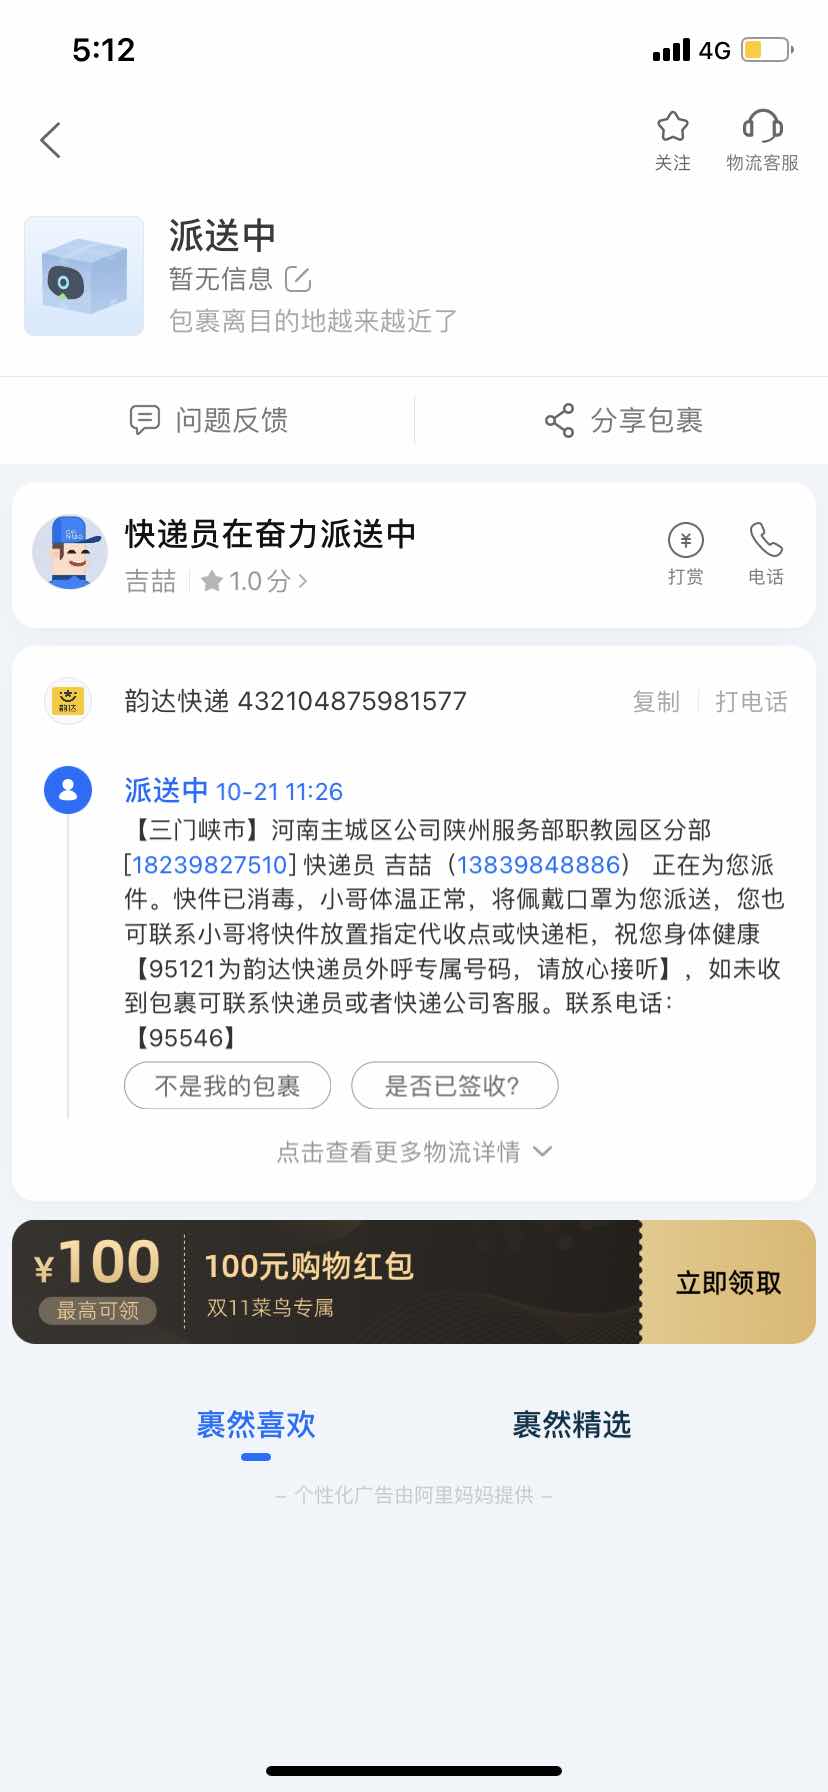 5:12
4G
关注
物流客服
派送中
暂无信息
包裹离目的地越来越近了
问题反馈
分享包裹
快递员在奋力派送中
吉喆
1.0 分
¥
打赏
电话
韵达
韵达快递 432104875981577
复制
打电话
派送中 10-21 11:26
【三门峡市】河南主城区公司陕州服务部职教园区分部
[18239827510] 快递员 吉喆（13839848886） 正在为您派
件。快件已消毒，小哥体温正常，将佩戴口罩为您派送，您也
可联系小哥将快件放置指定代收点或快递柜，祝您身体健康
【95121为韵达快递员外呼专属号码，请放心接听】，如未收
到包裹可联系快递员或者快递公司客服。联系电话：
【95546】
不是我的包裹
是否已签收?
点击查看更多物流详情
¥100
最高可领
100元购物红包
双11菜鸟专属
立即领取
裹然喜欢
裹然精选
– 个性化广告由阿里妈妈提供 –